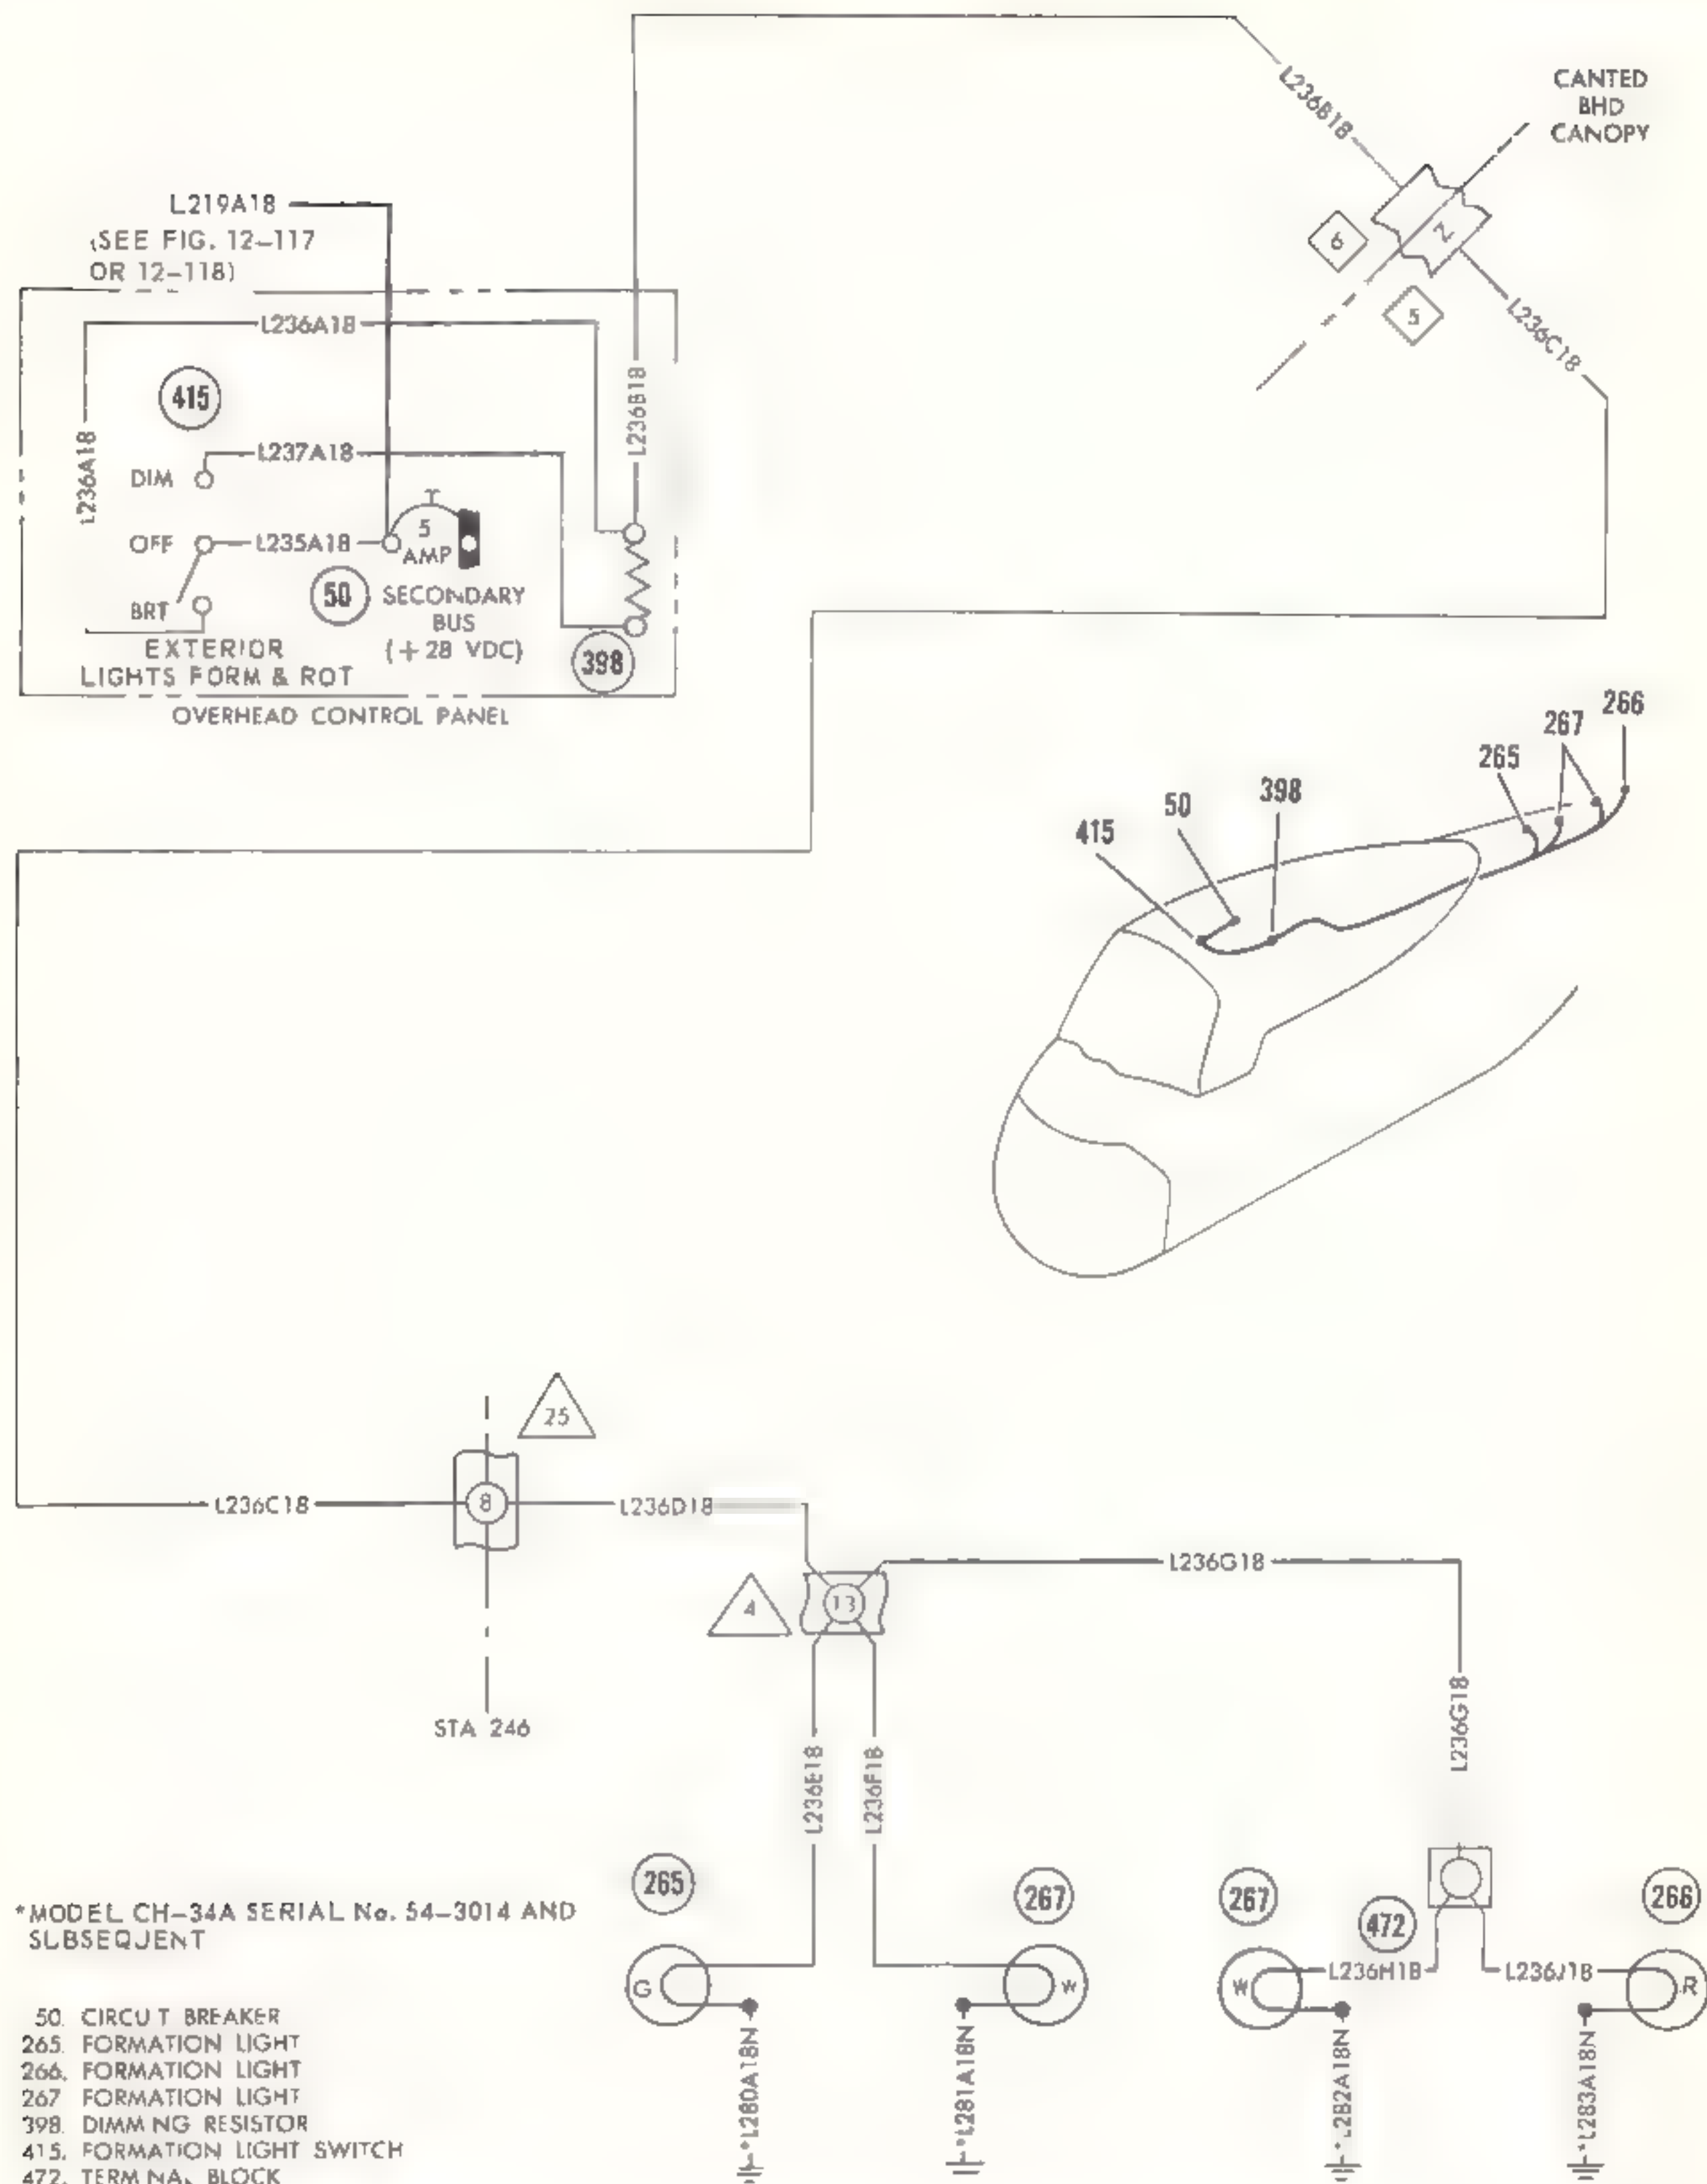 L236B18
CANTED
BHD
CANOPY
6
Z
5
L236C18
L219A18
(SEE FIG. 12-117
OR 12-118)
L236A18
415
L236A18
L237A18
DIM
OFF
L235A18
5
AMP
BRT
50
SECONDARY
BUS
(+28 VDC)
L236B18
398
EXTERIOR
LIGHTS FORM & ROT
OVERHEAD CONTROL PANEL
415
50
398
265
267
266
25
L236C18
8
L236D18
STA 246
4
13
L236G18
L236G18
L236E18
L236F18
265
267
267
472
266
G
W
W
L236H18
L236J18
R
*L280A18N
*L281A18N
*L282A18N
*L283A18N
*MODEL CH-34A SERIAL No. 54-3014 AND
SUBSEQUENT
50. CIRCUIT BREAKER
265. FORMATION LIGHT
266. FORMATION LIGHT
267 FORMATION LIGHT
398. DIMMING RESISTOR
415. FORMATION LIGHT SWITCH
472. TERMINAL BLOCK